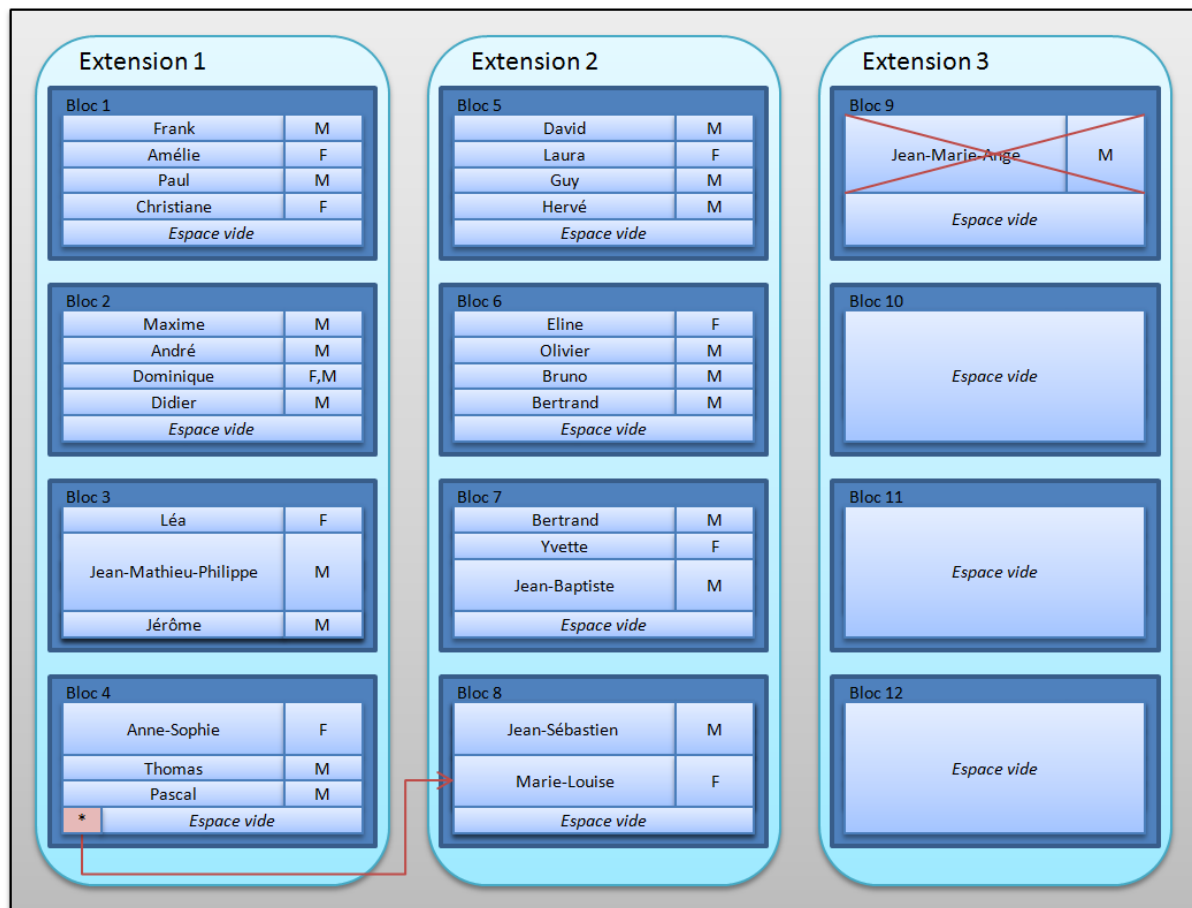 Extension 1
Bloc 1
Frank M
Amélie F
Paul M
Christiane F
Espace vide
Bloc 2
Maxime M
André M
Dominique F,M
Didier M
Espace vide
Bloc 3
Léa F
Jean-Mathieu-Philippe M
Jérôme M
Bloc 4
Anne-Sophie F
Thomas M
Pascal M
* Espace vide
Extension 2
Bloc 5
David M
Laura F
Guy M
Hervé M
Espace vide
Bloc 6
Eline F
Olivier M
Bruno M
Bertrand M
Espace vide
Bloc 7
Bertrand M
Yvette F
Jean-Baptiste M
Espace vide
Bloc 8
Jean-Sébastien M
Marie-Louise F
Espace vide
Extension 3
Bloc 9
Jean-Marie-Ange M
Espace vide
Bloc 10
Espace vide
Bloc 11
Espace vide
Bloc 12
Espace vide